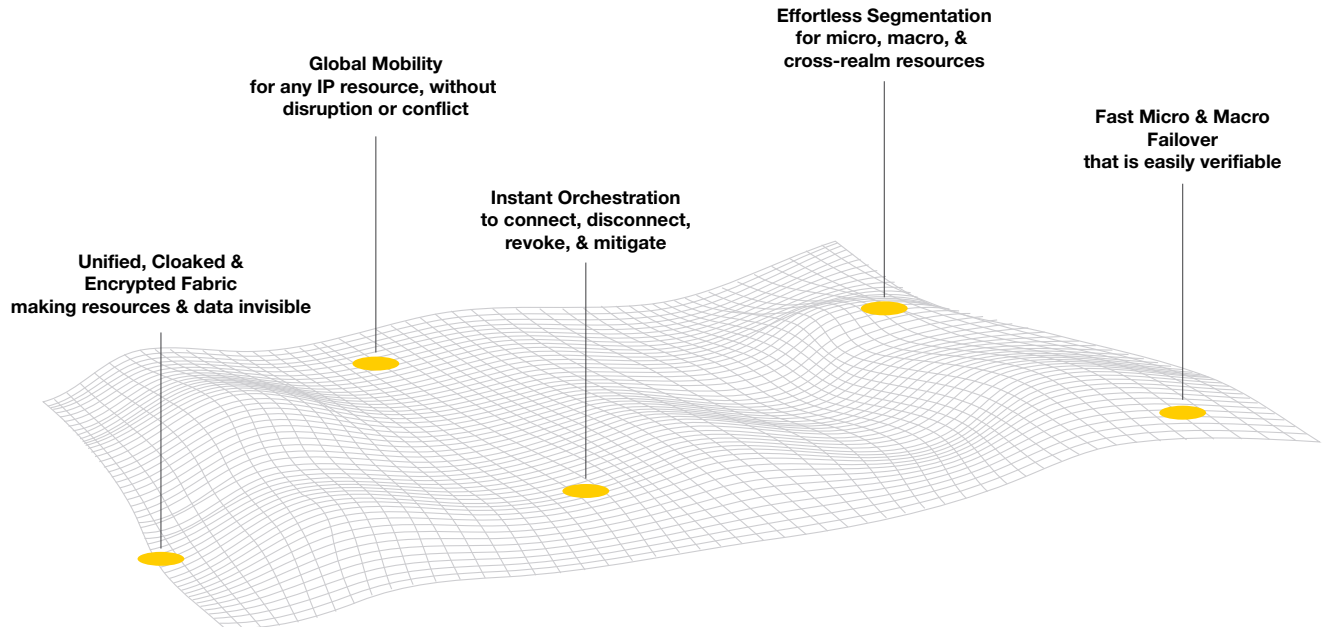 Effortless Segmentation
for micro, macro, &
cross-realm resources
Global Mobility
for any IP resource, without
disruption or conflict
Fast Micro & Macro
Failover
that is easily verifiable
Instant Orchestration
to connect, disconnect,
revoke, & mitigate
Unified, Cloaked &
Encrypted Fabric
making resources & data invisible